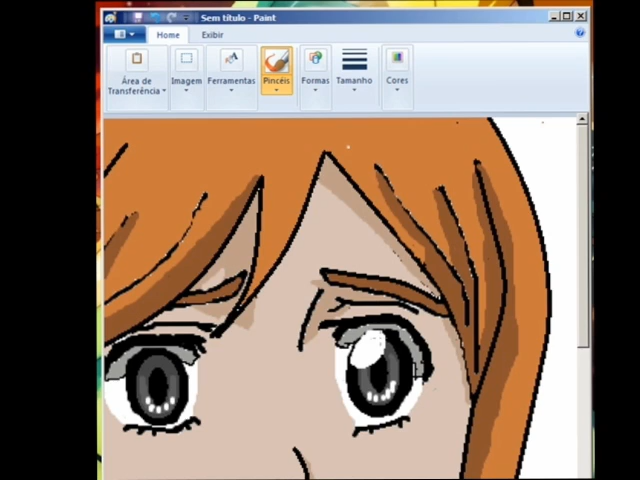 Sem título - Paint
Home Exibir
Área de Transferência
Imagem
Ferramentas
Pincéis
Formas
Tamanho
Cores